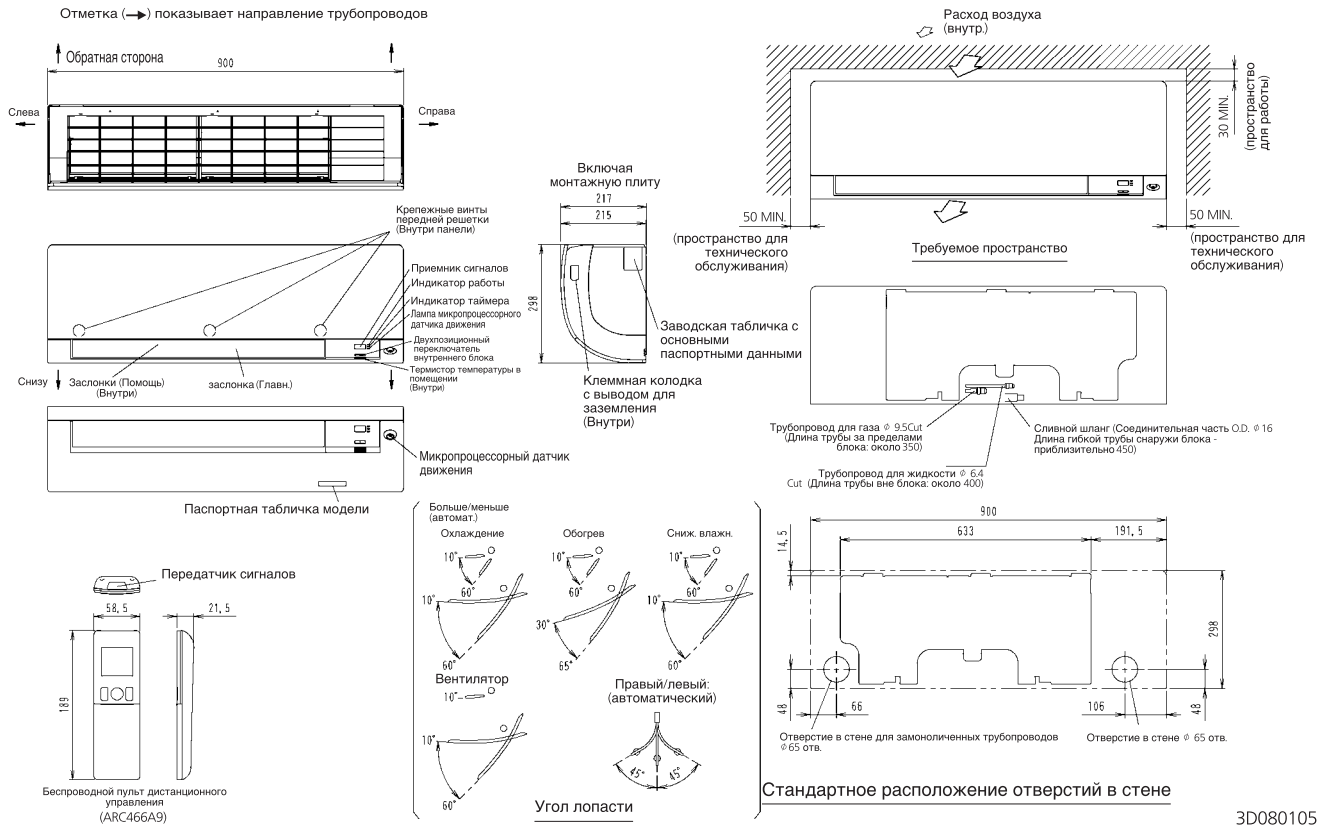 Отметка (→) показывает направление трубопроводов
Обратная сторона
900
Слева
Справа
Крепежные винты
передней решетки
(Внутри панели)
Приемник сигналов
Индикатор работы
Индикатор таймера
Лампа микропроцессорного
датчика движения
Двухпозиционный
переключатель
внутреннего блока
Термистор температуры в
помещении
(Внутри)
Снизу
Заслонки (Помощь)
(Внутри)
заслонка (Главн.)
Микропроцессорный датчик
движения
Паспортная табличка модели
Включая
монтажную плиту
217
215
298
Заводская табличка с
основными
паспортными данными
Клеммная колодка
с выводом для
заземления
(Внутри)
Расход воздуха
(внутр.)
30 MIN.
(пространство
для работы)
50 MIN.
(пространство для
технического
обслуживания)
50 MIN.
(пространство для
технического
обслуживания)
Требуемое пространство
Трубопровод для газа ϕ 9.5Cut
(Длина трубы за пределами
блока: около 350)
Сливной шланг (Соединительная часть O.D. ϕ 16
Длина гибкой трубы снаружи блока -
приблизительно 450)
Трубопровод для жидкости ϕ 6.4
Cut (Длина трубы вне блока: около 400)
900
633
191,5
14,5
298
48
66
106
48
Отверстие в стене для замоноличенных трубопроводов
ϕ65 отв.
Отверстие в стене ϕ 65 отв.
Стандартное расположение отверстий в стене
Передатчик сигналов
58,5
21,5
189
Беспроводной пульт дистанционного
управления
(ARC466A9)
Больше/меньше
(автомат.)
Охлаждение
Обогрев
Сниж. влажн.
10°
60°
10°
60°
10°
60°
30°
65°
10°
60°
10°
60°
Вентилятор
10°
10°
60°
Правый/левый:
(автоматический)
45°
45°
Угол лопасти
3D080105